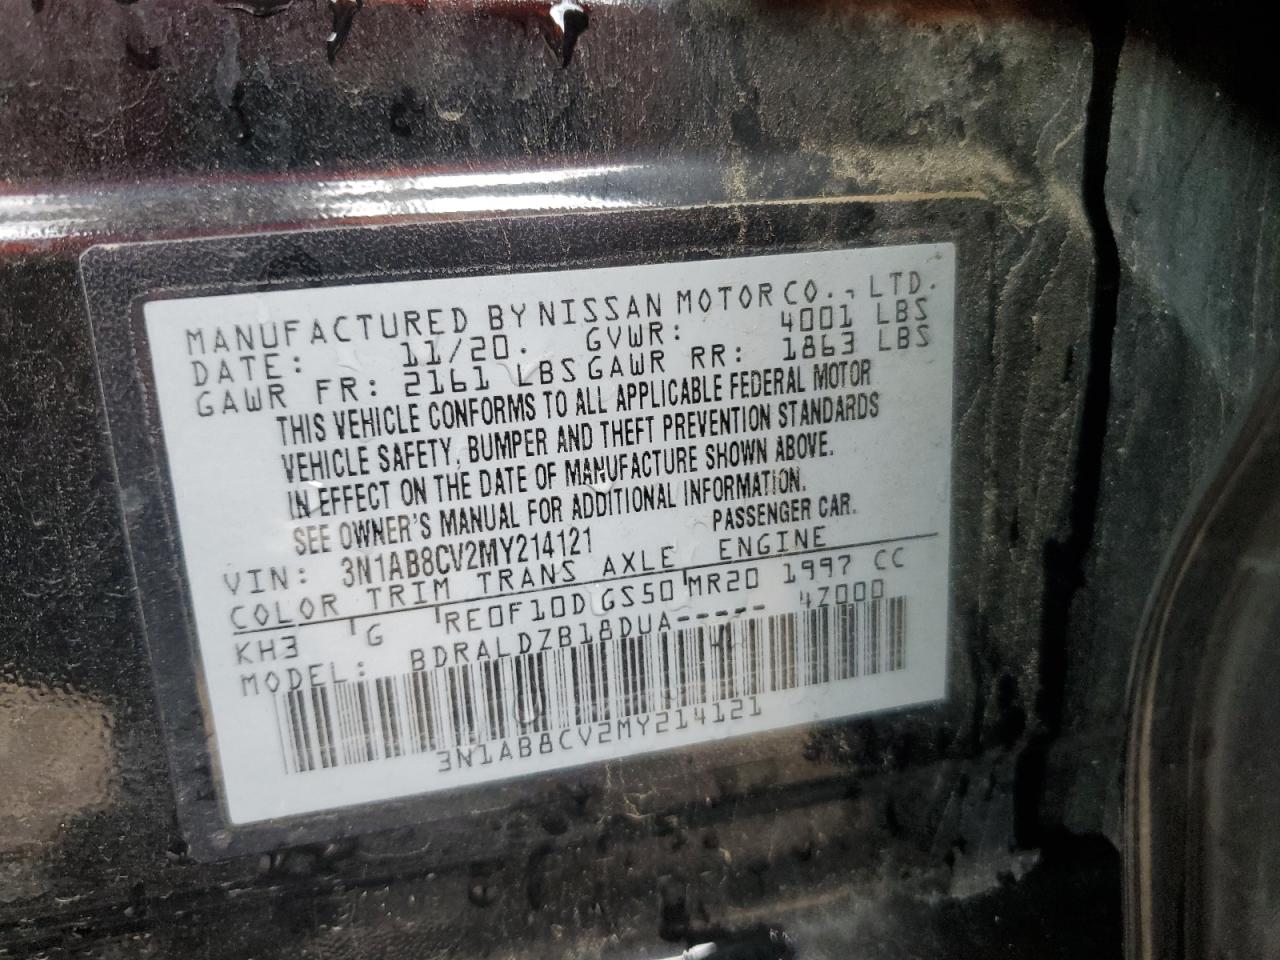 MANUFACTURED BY NISSAN MOTOR CO., LTD.
DATE: 11/20. GVWR: 4001 LBS
GAWR FR: 2161 LBS GAWR RR: 1863 LBS
THIS VEHICLE CONFORMS TO ALL APPLICABLE FEDERAL MOTOR
VEHICLE SAFETY, BUMPER AND THEFT PREVENTION STANDARDS
IN EFFECT ON THE DATE OF MANUFACTURE SHOWN ABOVE.
SEE OWNER'S MANUAL FOR ADDITIONAL INFORMATION.
VIN: 3N1AB8CV2MY214121 PASSENGER CAR.
COLOR TRIM TRANS AXLE ENGINE
KH3 G RE0F10D GS50 MR20 1997 CC
MODEL: BDRALDZB18DUA----- 4Z000
3N1AB8CV2MY214121